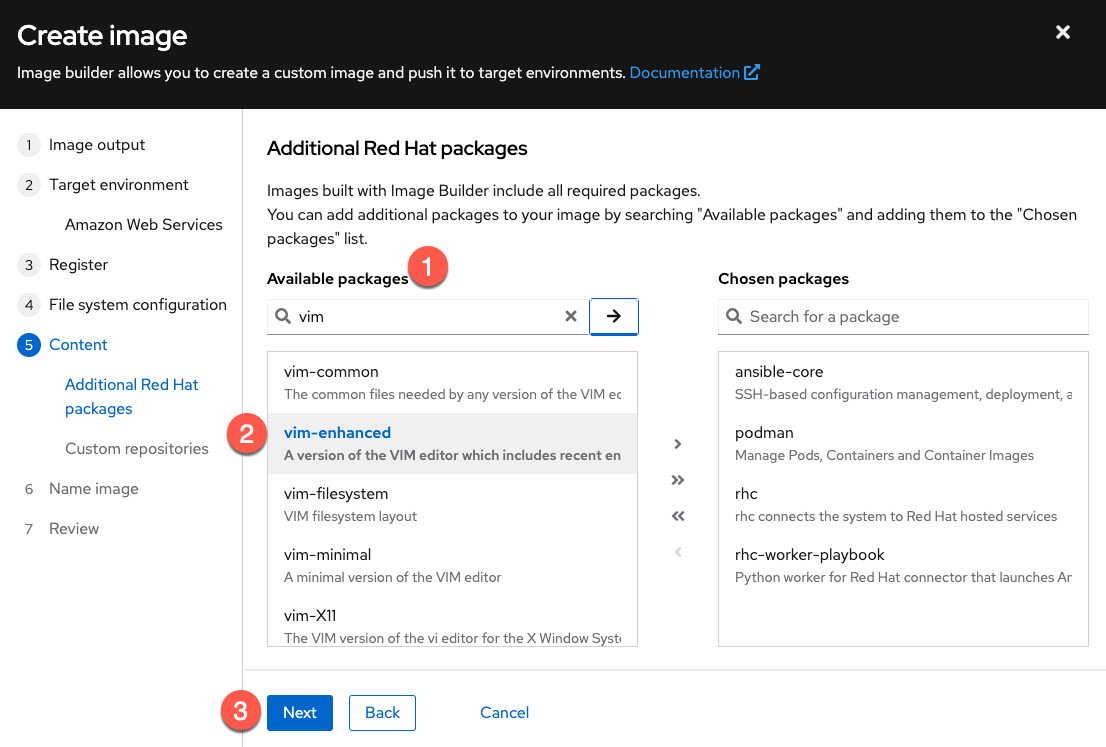 Create image
Image builder allows you to create a custom image and push it to target environments. Documentation
1 Image output
2 Target environment
Amazon Web Services
3 Register
4 File system configuration
5 Content
Additional Red Hat
packages
Custom repositories
6 Name image
7 Review
Additional Red Hat packages
Images built with Image Builder include all required packages.
You can add additional packages to your image by searching "Available packages" and adding them to the "Chosen
packages" list.
Available packages
1
vim
vim-common
The common files needed by any version of the VIM ec
2
vim-enhanced
A version of the VIM editor which includes recent en
vim-filesystem
VIM filesystem layout
vim-minimal
A minimal version of the VIM editor
vim-X11
The VIM version of the vi editor for the X Window Syste
Chosen packages
Search for a package
ansible-core
SSH-based configuration management, deployment, a
podman
Manage Pods, Containers and Container Images
rhc
rhc connects the system to Red Hat hosted services
rhc-worker-playbook
Python worker for Red Hat connector that launches An
3
Next
Back
Cancel